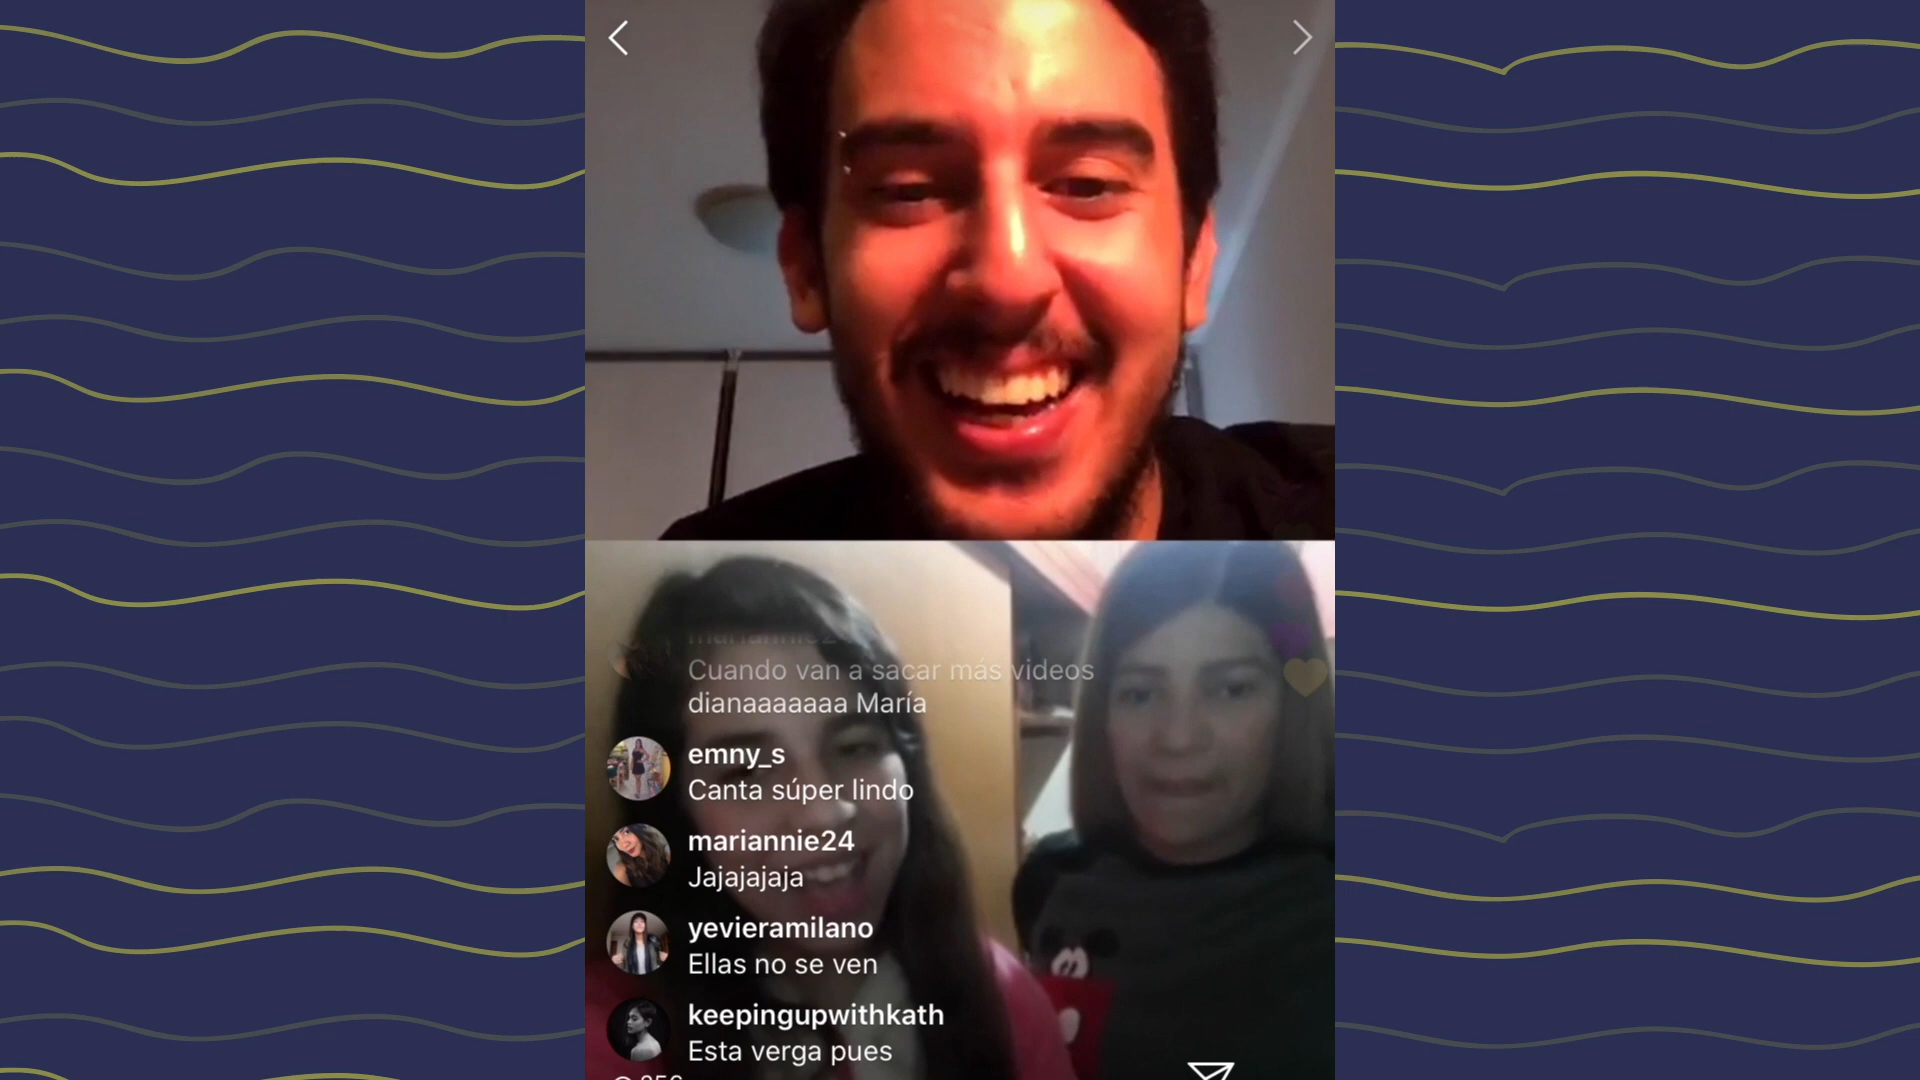 Cuando van a sacar más videos
dianaaaaaaa María
emny_s
Canta súper lindo
mariannie24
Jajajajaja
yevieramilano
Ellas no se ven
keepingupwithkath
Esta verga pues